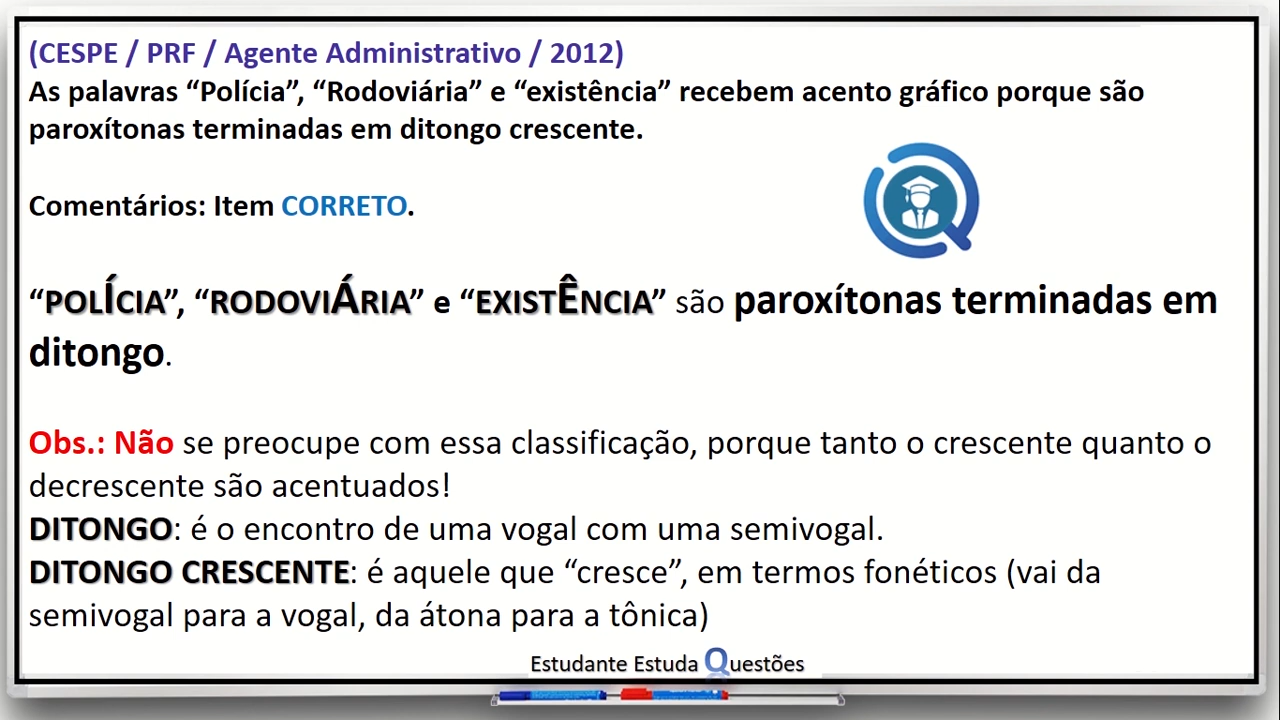 (CESPE / PRF / Agente Administrativo / 2012)
As palavras “Polícia”, “Rodoviária” e “existência” recebem acento gráfico porque são
paroxítonas terminadas em ditongo crescente.
Comentários: Item CORRETO.
“POLÍCIA”, “RODOVIÁRIA” e “EXISTÊNCIA” são paroxítonas terminadas em
ditongo.
Obs.: Não se preocupe com essa classificação, porque tanto o crescente quanto o
decrescente são acentuados!
DITONGO: é o encontro de uma vogal com uma semivogal.
DITONGO CRESCENTE: é aquele que “cresce”, em termos fonéticos (vai da
semivogal para a vogal, da átona para a tônica)
Estudante Estuda Questões